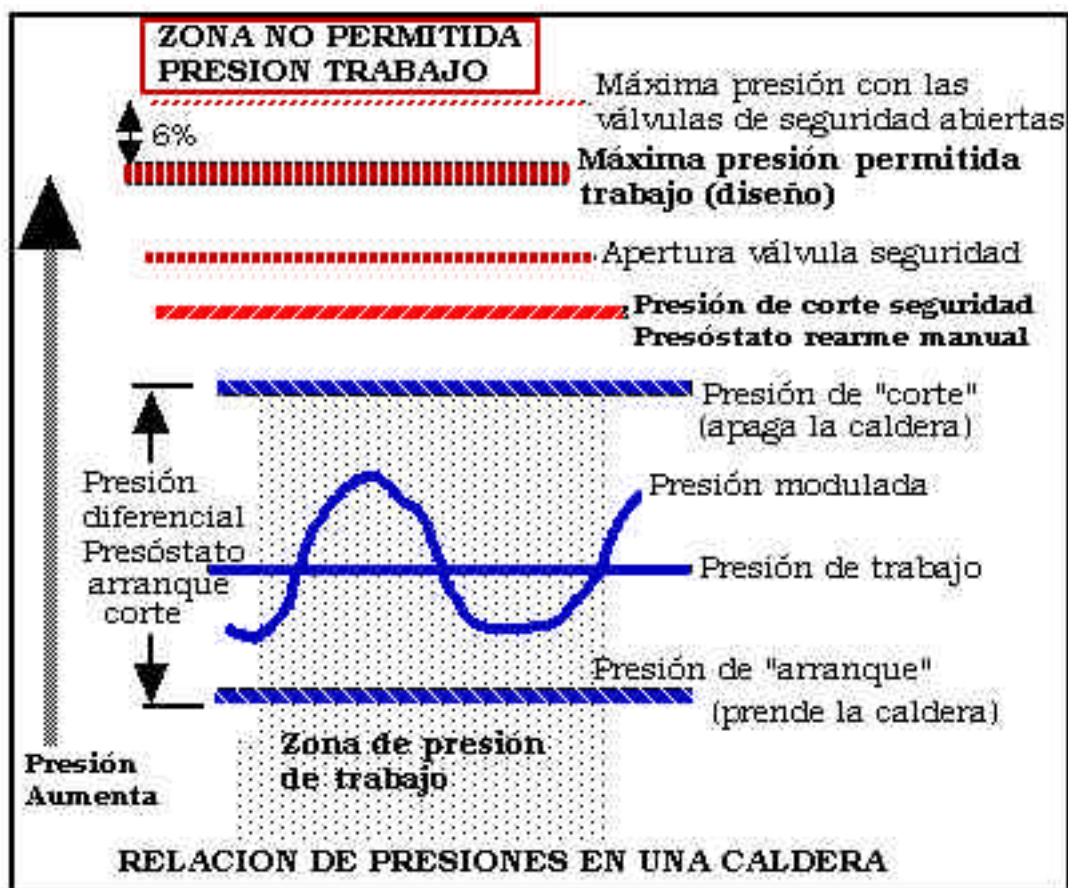 ZONA NO PERMITIDA
PRESION TRABAJO
Máxima presión con las
válvulas de seguridad abiertas
6%
Máxima presión permitida
trabajo (diseño)
Apertura válvula seguridad
Presión de corte seguridad
Presóstato rearme manual
Presión de "corte"
(apaga la caldera)
Presión
diferencial
Presóstato
arranque
corte
Presión modulada
Presión de trabajo
Presión de "arranque"
(prende la caldera)
Zona de presión
de trabajo
Presión
Aumenta
RELACION DE PRESIONES EN UNA CALDERA